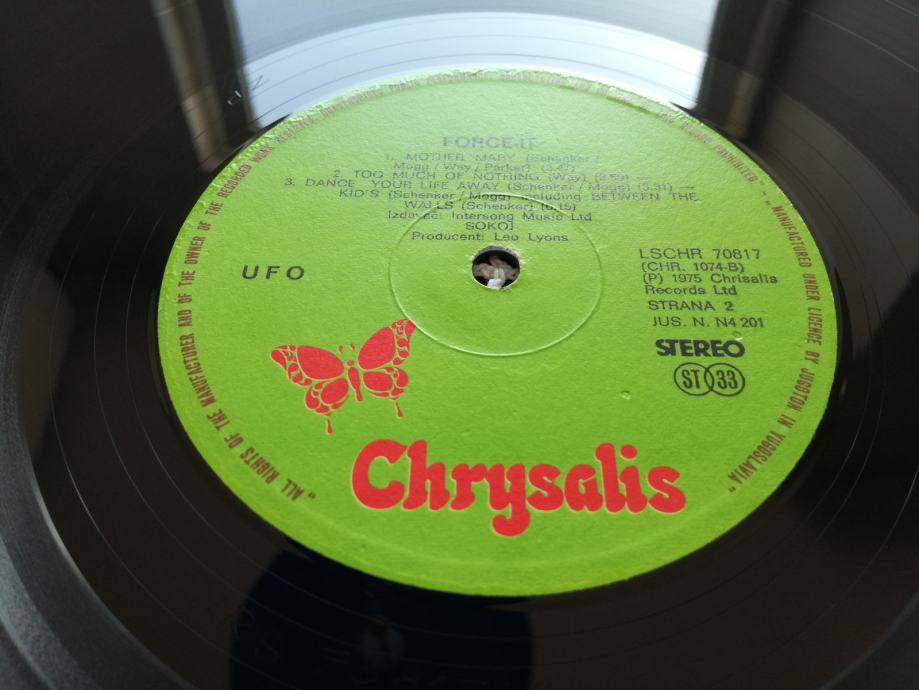 FORCE-IT
1. MOTHER MARY (Schenker /
Mogg / Way / Parker)
2. TOO MUCH OF NOTHING (Way) (3.59) —
3. DANCE YOUR LIFE AWAY (Schenker / Mogg) (3.31) —
KID'S (Schenker / Mogg) including BETWEEN THE
WALLS (Schenker) (6.15)
Izdavač: Intersong Music Ltd
SOKOJ
Producent: Leo Lyons
UFO
LSCHR 70817
(CHR. 1074-B)
(P) 1975 Chrisalis
Records Ltd
STRANA 2
JUS. N. N4 201
STEREO
ST 33
Chrysalis
„ALL RIGHTS OF THE MANUFACTURER AND OF THE OWNER OF THE RECORDED WORK
PROHIBITED – „MANUFACTURED UNDER LICENCE BY JUGOTON IN YUGOSLAVIA"